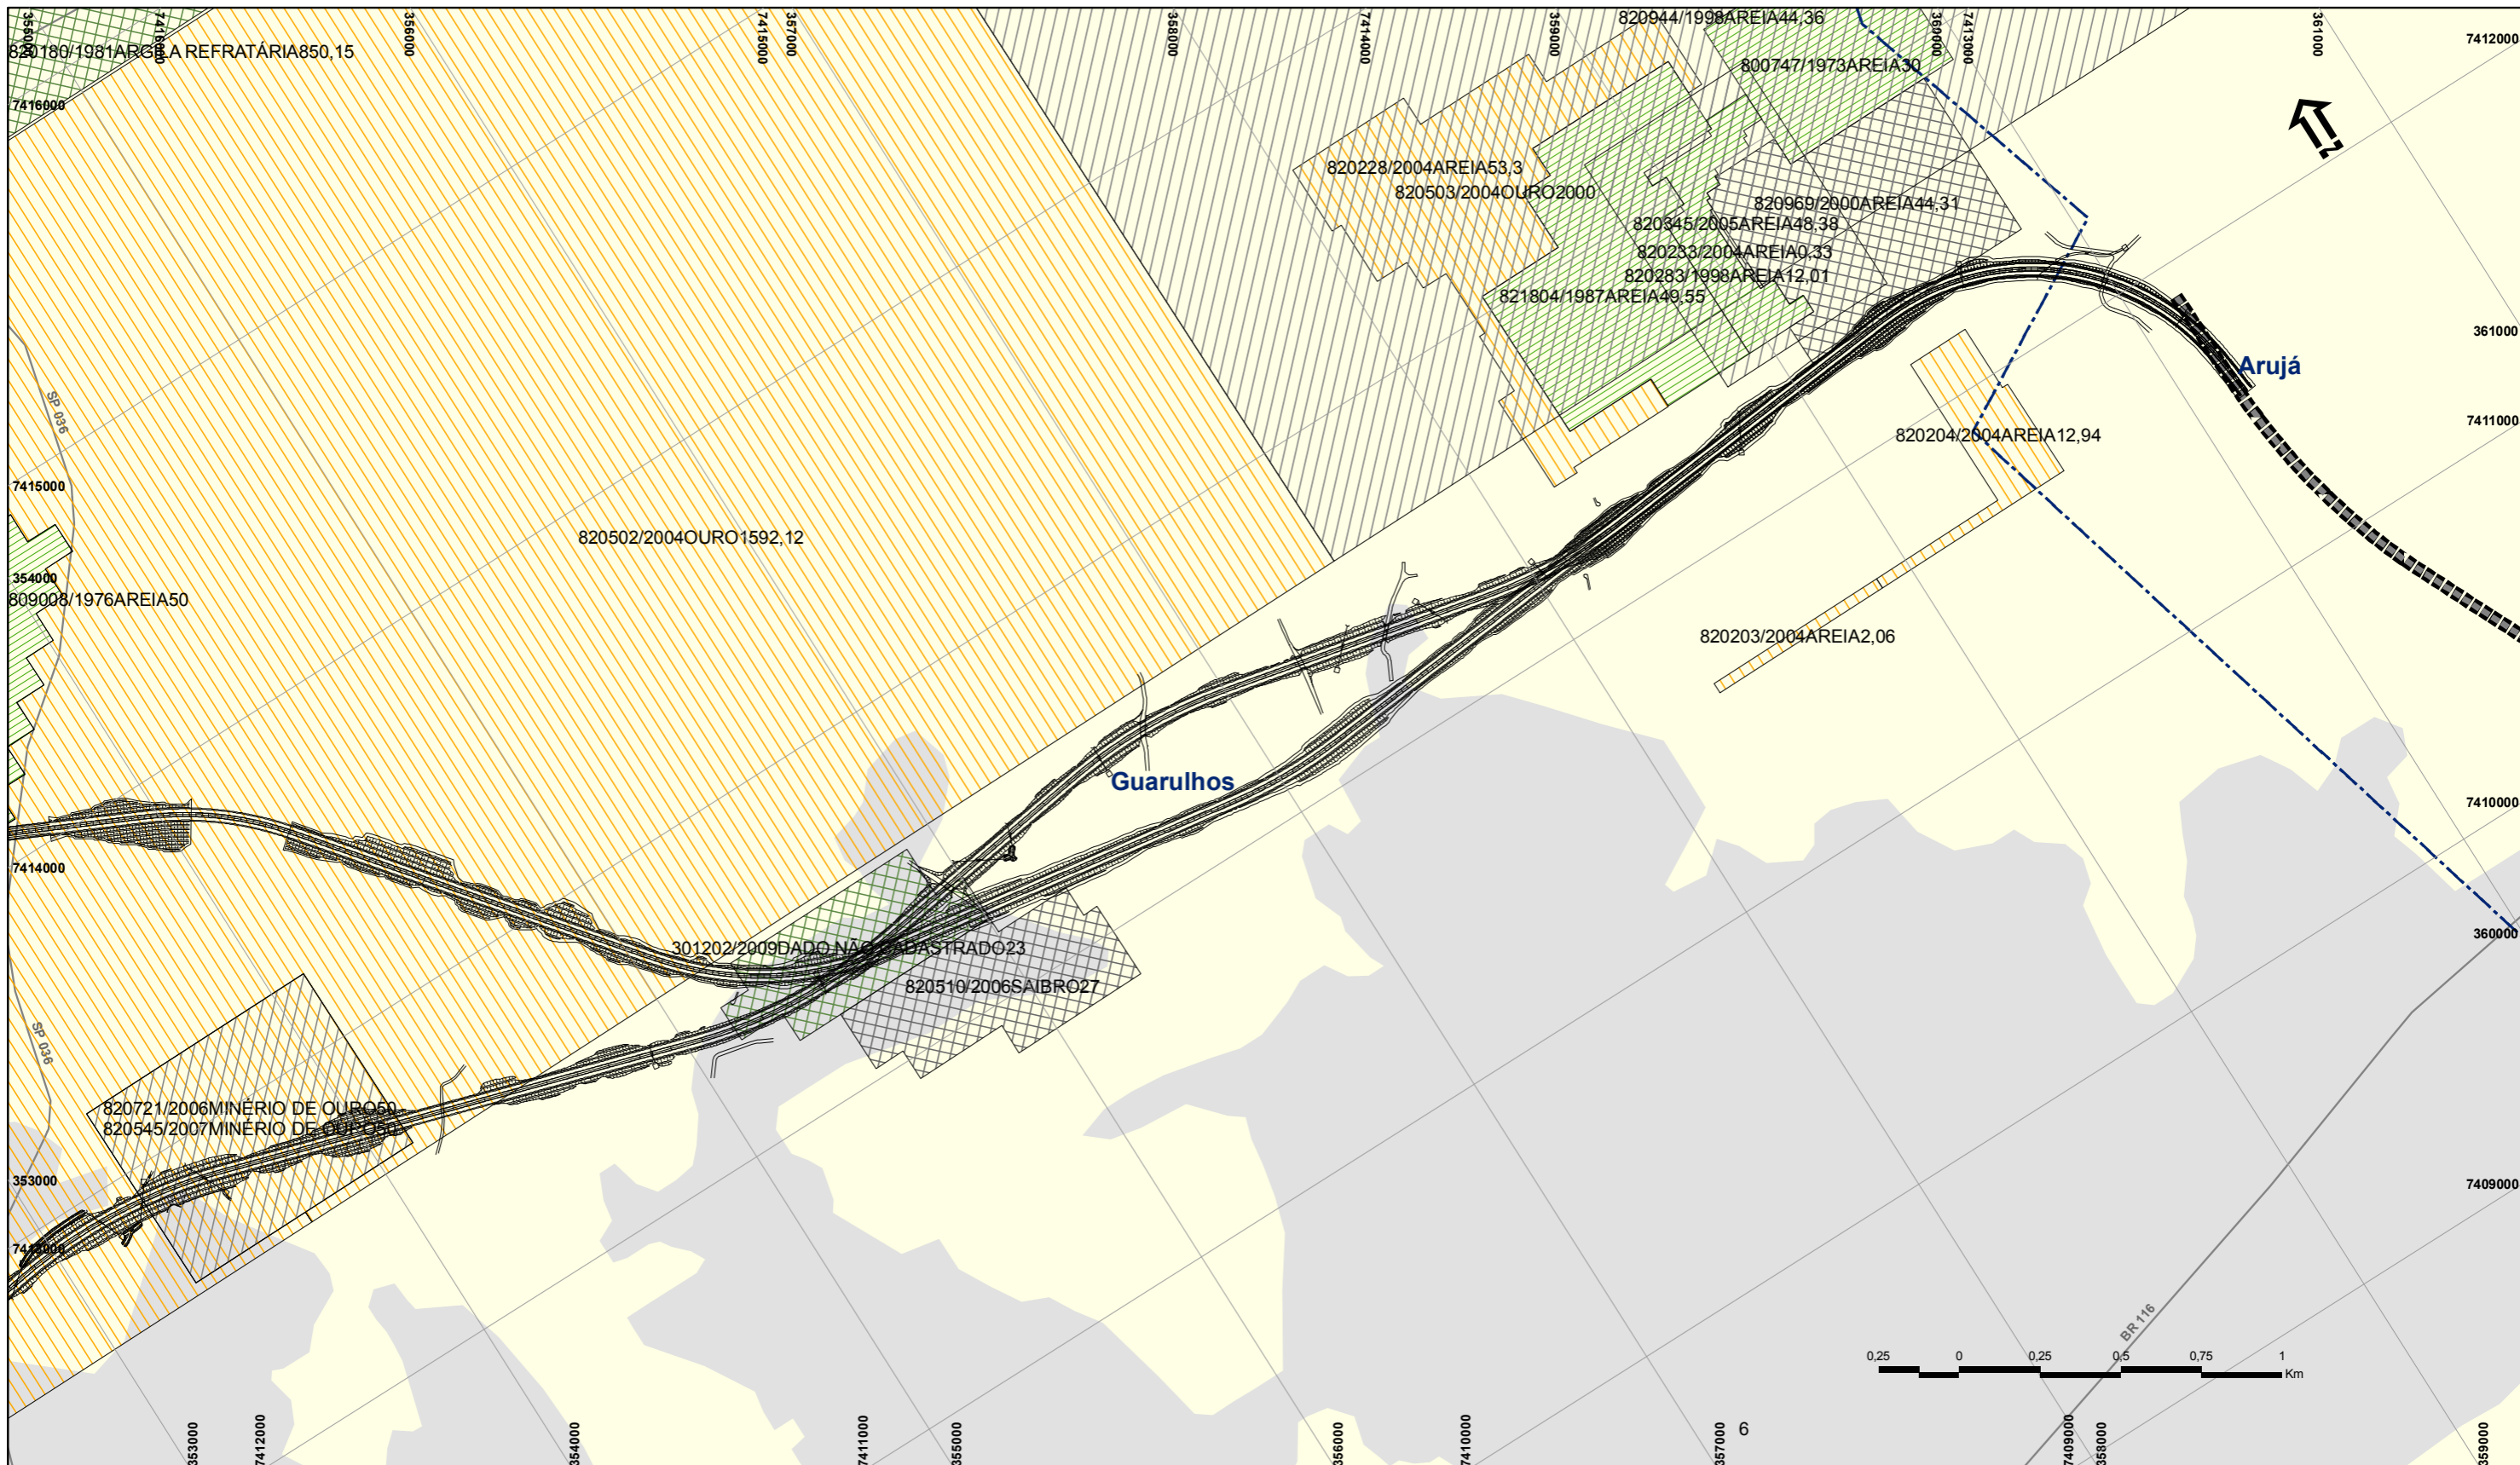 355000
7416000
356000
7415000
357000
358000
7414000
359000
820944/1998AREIA44,36
360000
7413000
361000
7412000
820180/1981ARGILA REFRATÁRIA850,15
800747/1973AREIA30
7416000
N
820228/2004AREIA53,3
820503/2004OURO2000
820969/2000AREIA44,31
820345/2005AREIA48,38
820233/2004AREIA0,33
820283/1998AREIA12,01
821804/1987AREIA49,55
361000
Arujá
SP 036
7411000
820204/2004AREIA12,94
7415000
820502/2004OURO1592,12
354000
809008/1976AREIA50
820203/2004AREIA2,06
Guarulhos
7410000
7414000
360000
301202/2009DADO NÃO CADASTRADO23
820510/2006SAIBRO27
SP 036
820721/2006MINÉRIO DE OURO50
820545/2007MINÉRIO DE OURO50
353000
7409000
7413000
BR 116
0,25 0 0,25 0,5 0,75 1
Km
353000
7412000
354000
7411000
355000
356000
7410000
357000
6
7409000
358000
359000